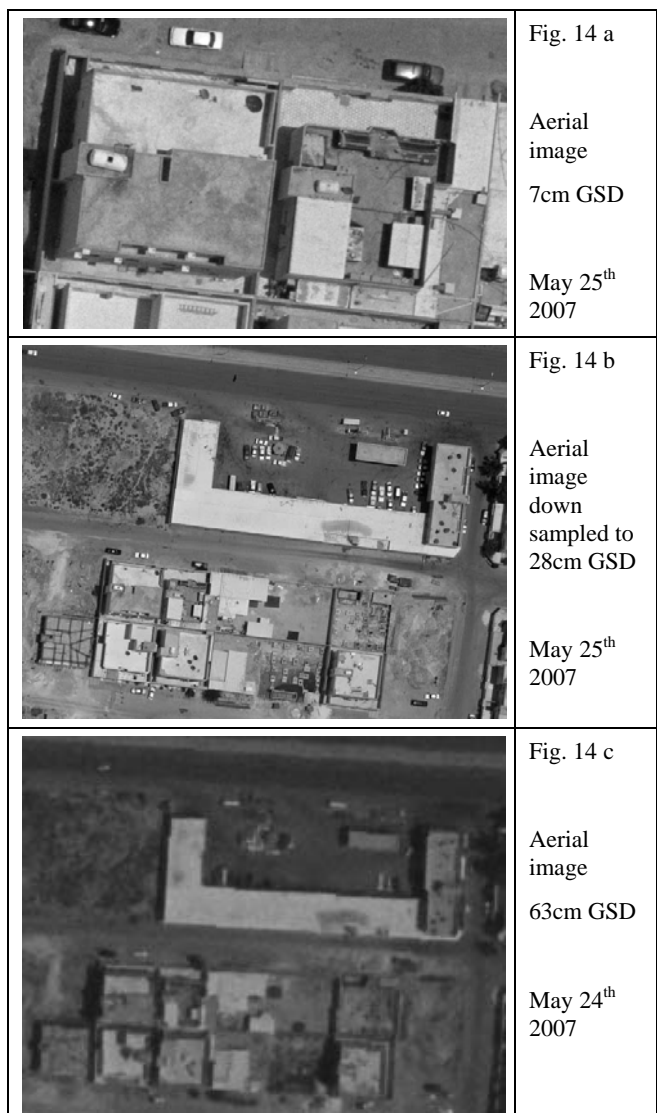 Fig. 14 a
Aerial
image
7cm GSD
May 25th
2007
Fig. 14 b
Aerial
image
down
sampled to
28cm GSD
May 25th
2007
Fig. 14 c
Aerial
image
63cm GSD
May 24th
2007